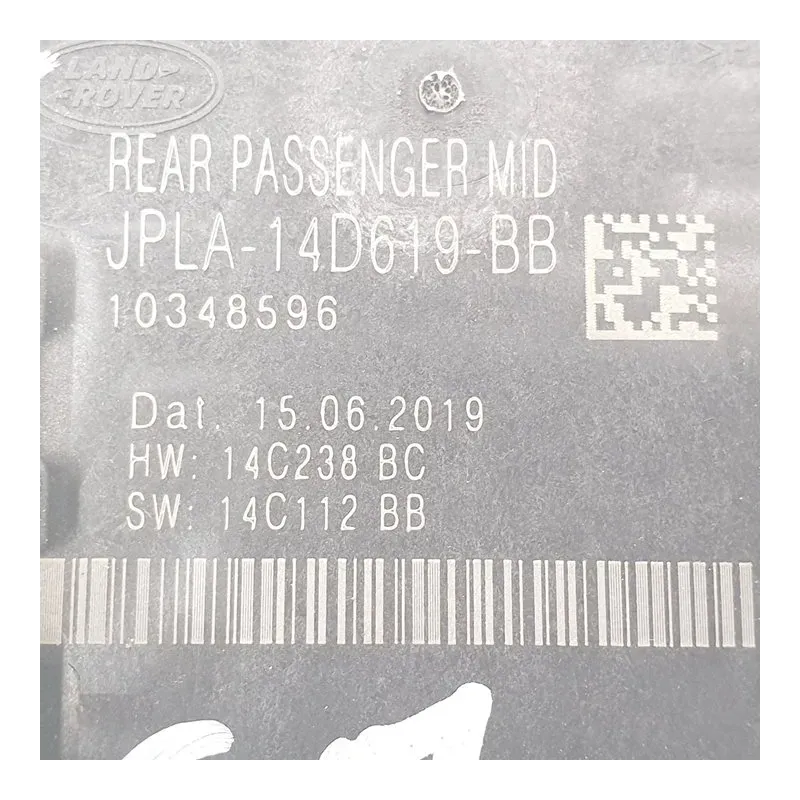 LAND
ROVER
REAR PASSENGER MID
JPLA-14D619-BB
10348596
Dat. 15.06.2019
HW: 14C238 BC
SW: 14C112 BB